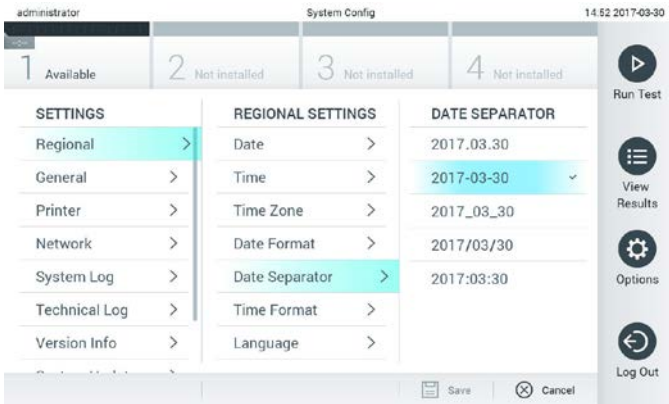 administrator System Config 14:52 2017-03-30
1 Available 2 Not installed 3 Not installed 4 Not installed
Run Test
SETTINGS REGIONAL SETTINGS DATE SEPARATOR
Regional Date 2017.03.30
General Time 2017-03-30
View Results
Printer Time Zone 2017_03_30
Network Date Format 2017/03/30
System Log Date Separator 2017:03:30
Options
Technical Log Time Format
Version Info Language
Log Out
Save Cancel